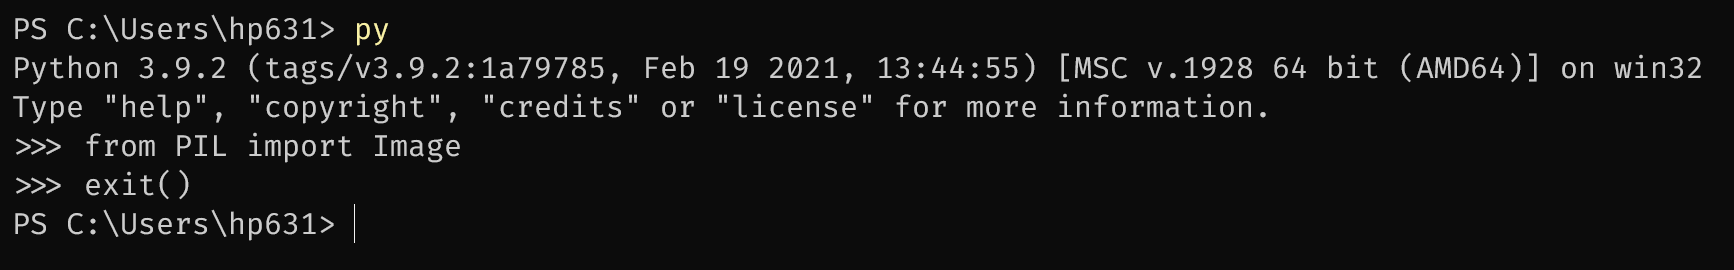 PS C:\Users\hp631> py
Python 3.9.2 (tags/v3.9.2:1a79785, Feb 19 2021, 13:44:55) [MSC v.1928 64 bit (AMD64)] on win32
Type "help", "copyright", "credits" or "license" for more information.
>>> from PIL import Image
>>> exit()
PS C:\Users\hp631>